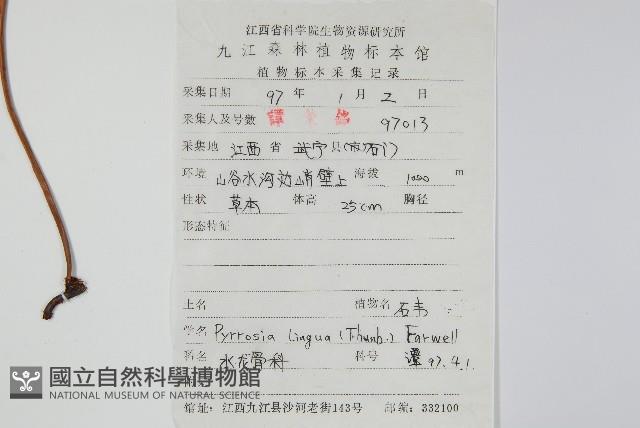 江西省科学院生物资源研究所
九江森林植物标本馆
植物标本采集记录
采集日期 97 年 1 月 2 日
采集人及号数 譚 97013
采集地 江西 省 武宁 县(市)石门
环境 山谷水沟边峭壁上 海拔 1000 m
性状 草本 体高 25cm 胸径
形态特征
土名 植物名 石韦
学名 Pyrrosia Lingua (Thunb.) Farwell
科名 水龙骨科 科号 97.4.1
國立自然科學博物館
NATIONAL MUSEUM OF NATURAL SCIENCE
馆址:江西九江县沙河老街143号 邮编:332100